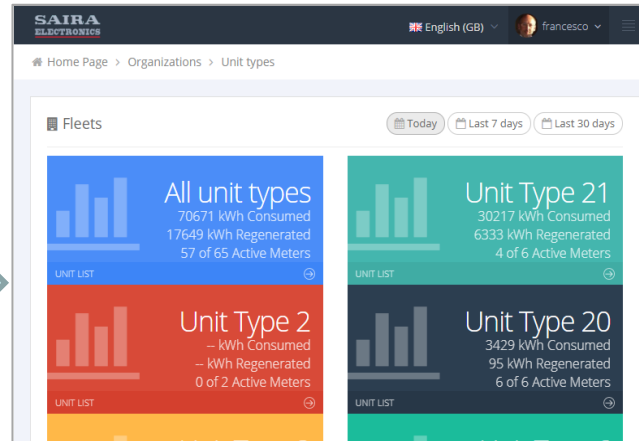 SAIRA
ELECTRONICS
English (GB)
francesco
Home Page > Organizations > Unit types
Fleets
Today
Last 7 days
Last 30 days
All unit types
70671 kWh Consumed
17649 kWh Regenerated
57 of 65 Active Meters
UNIT LIST
Unit Type 21
30217 kWh Consumed
6333 kWh Regenerated
4 of 6 Active Meters
UNIT LIST
Unit Type 2
-- kWh Consumed
-- kWh Regenerated
0 of 2 Active Meters
UNIT LIST
Unit Type 20
3429 kWh Consumed
95 kWh Regenerated
6 of 6 Active Meters
UNIT LIST